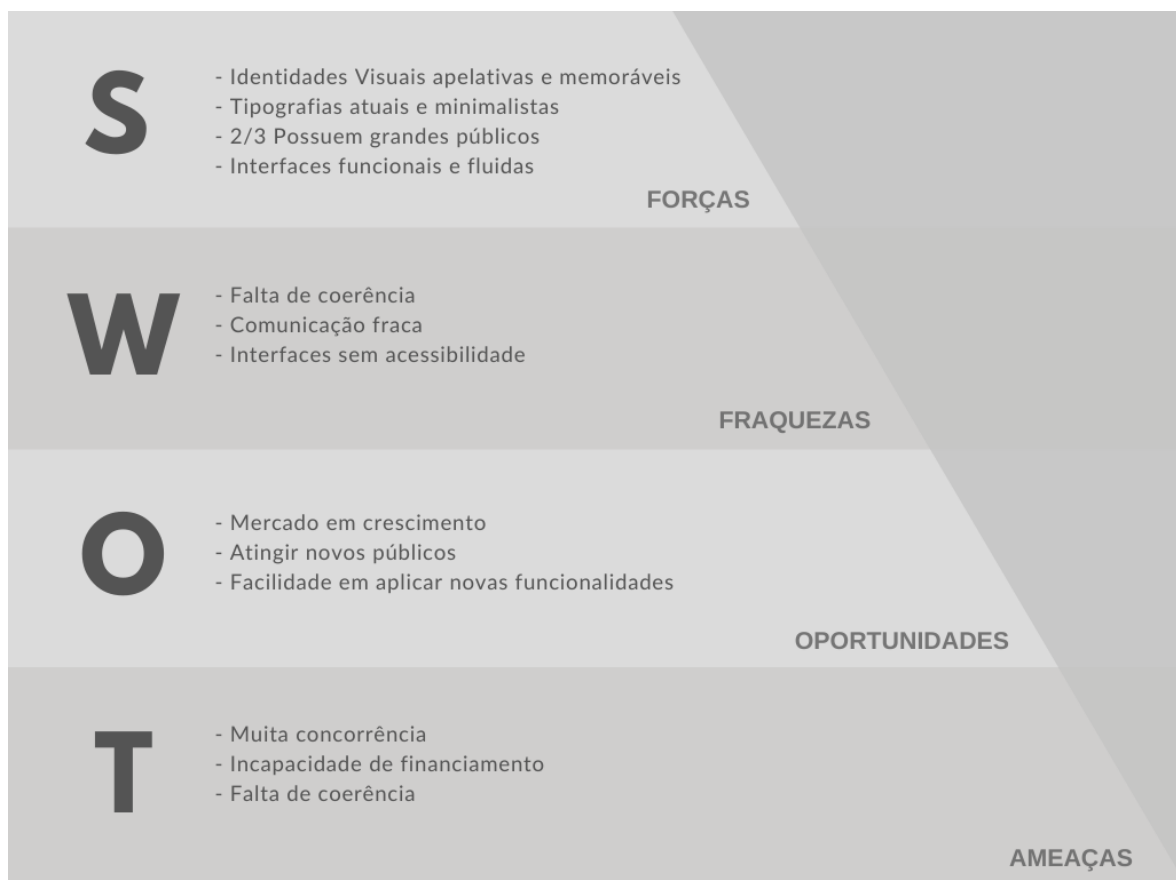 S
- Identidades Visuais apelativas e memoráveis
- Tipografias atuais e minimalistas
- 2/3 Possuem grandes públicos
- Interfaces funcionais e fluidas
FORÇAS
W
- Falta de coerência
- Comunicação fraca
- Interfaces sem acessibilidade
FRAQUEZAS
O
- Mercado em crescimento
- Atingir novos públicos
- Facilidade em aplicar novas funcionalidades
OPORTUNIDADES
T
- Muita concorrência
- Incapacidade de financiamento
- Falta de coerência
AMEAÇAS